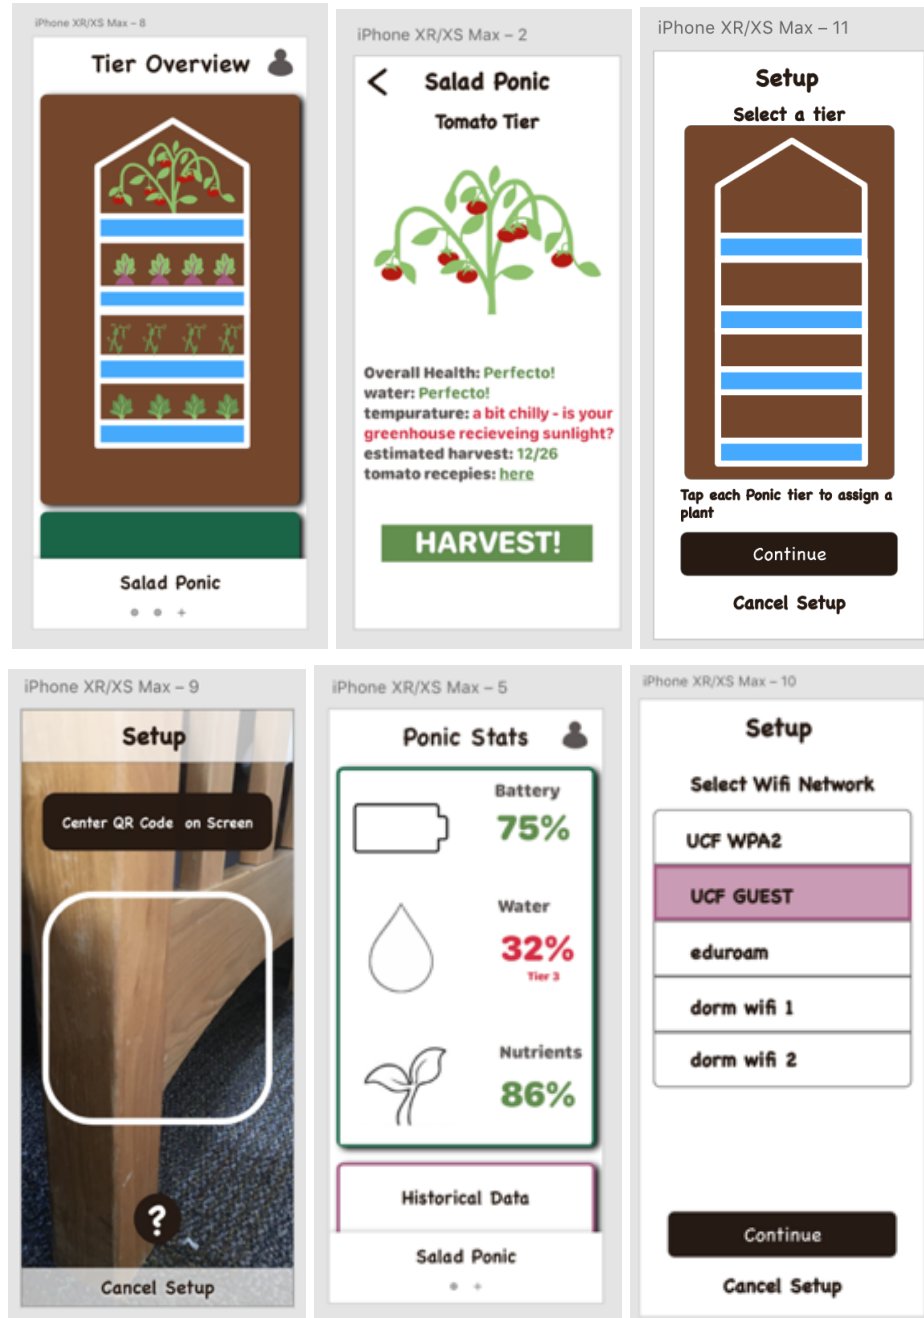 iPhone XR/XS Max – 8
Tier Overview
Salad Ponic
iPhone XR/XS Max – 2
Salad Ponic
Tomato Tier
Overall Health: Perfecto!
water: Perfecto!
tempurature: a bit chilly - is your
greenhouse recieveing sunlight?
estimated harvest: 12/26
tomato recepies: here
HARVEST!
iPhone XR/XS Max – 11
Setup
Select a tier
Tap each Ponic tier to assign a
plant
Continue
Cancel Setup
iPhone XR/XS Max – 9
Setup
Center QR Code on Screen
?
Cancel Setup
iPhone XR/XS Max – 5
Ponic Stats
Battery
75%
Water
32%
Tier 3
Nutrients
86%
Historical Data
Salad Ponic
iPhone XR/XS Max – 10
Setup
Select Wifi Network
UCF WPA2
UCF GUEST
eduroam
dorm wifi 1
dorm wifi 2
Continue
Cancel Setup